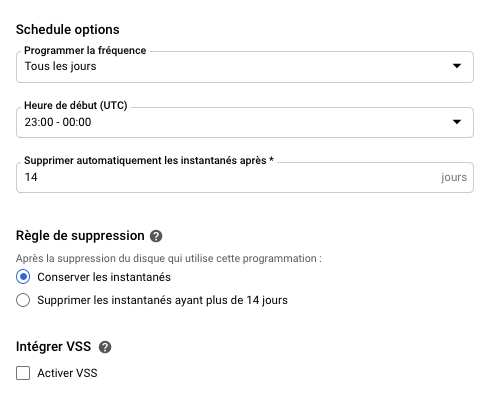 Schedule options
Programmer la fréquence
Tous les jours
Heure de début (UTC)
23:00 - 00:00
Supprimer automatiquement les instantanés après *
14 jours
Règle de suppression ?
Après la suppression du disque qui utilise cette programmation :
Conserver les instantanés
Supprimer les instantanés ayant plus de 14 jours
Intégrer VSS ?
Activer VSS